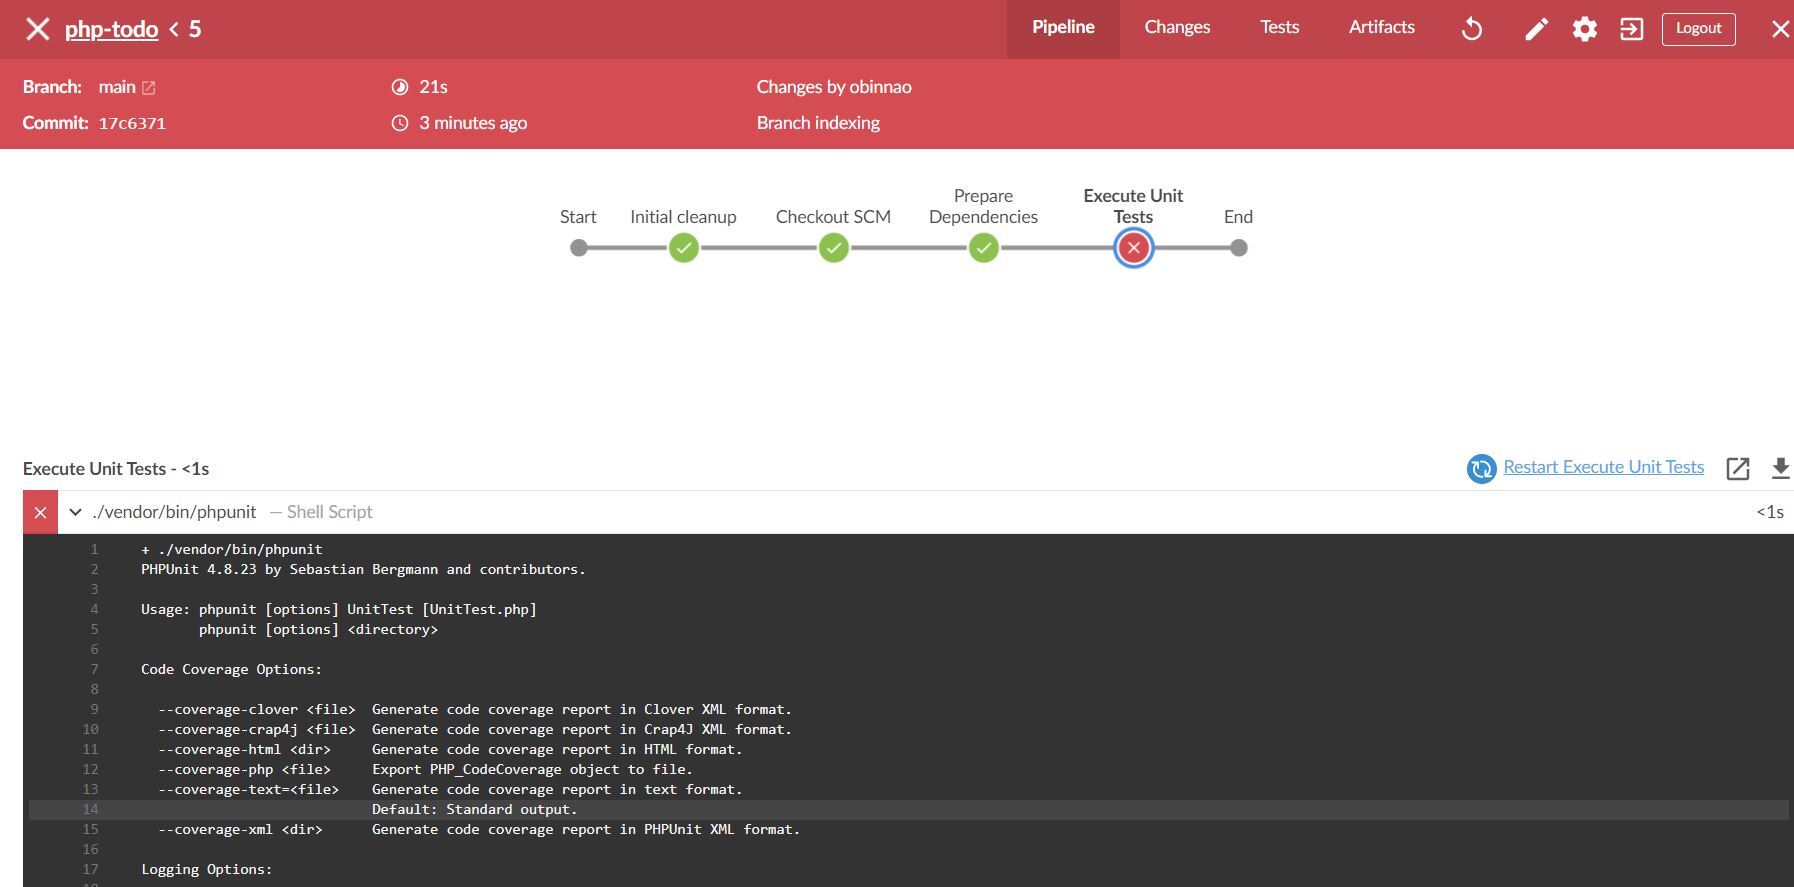 php-todo < 5
Pipeline Changes Tests Artifacts Logout
Branch: main 21s Changes by obinnao
Commit: 17c6371 3 minutes ago Branch indexing
Start Initial cleanup Checkout SCM Prepare Dependencies Execute Unit Tests End
Execute Unit Tests - <1s Restart Execute Unit Tests
./vendor/bin/phpunit — Shell Script <1s
1 + ./vendor/bin/phpunit
2 PHPUnit 4.8.23 by Sebastian Bergmann and contributors.
3
4 Usage: phpunit [options] UnitTest [UnitTest.php]
5 phpunit [options] <directory>
6
7 Code Coverage Options:
8
9 --coverage-clover <file> Generate code coverage report in Clover XML format.
10 --coverage-crap4j <file> Generate code coverage report in Crap4J XML format.
11 --coverage-html <dir> Generate code coverage report in HTML format.
12 --coverage-php <file> Export PHP_CodeCoverage object to file.
13 --coverage-text=<file> Generate code coverage report in text format.
14 Default: Standard output.
15 --coverage-xml <dir> Generate code coverage report in PHPUnit XML format.
16
17 Logging Options: